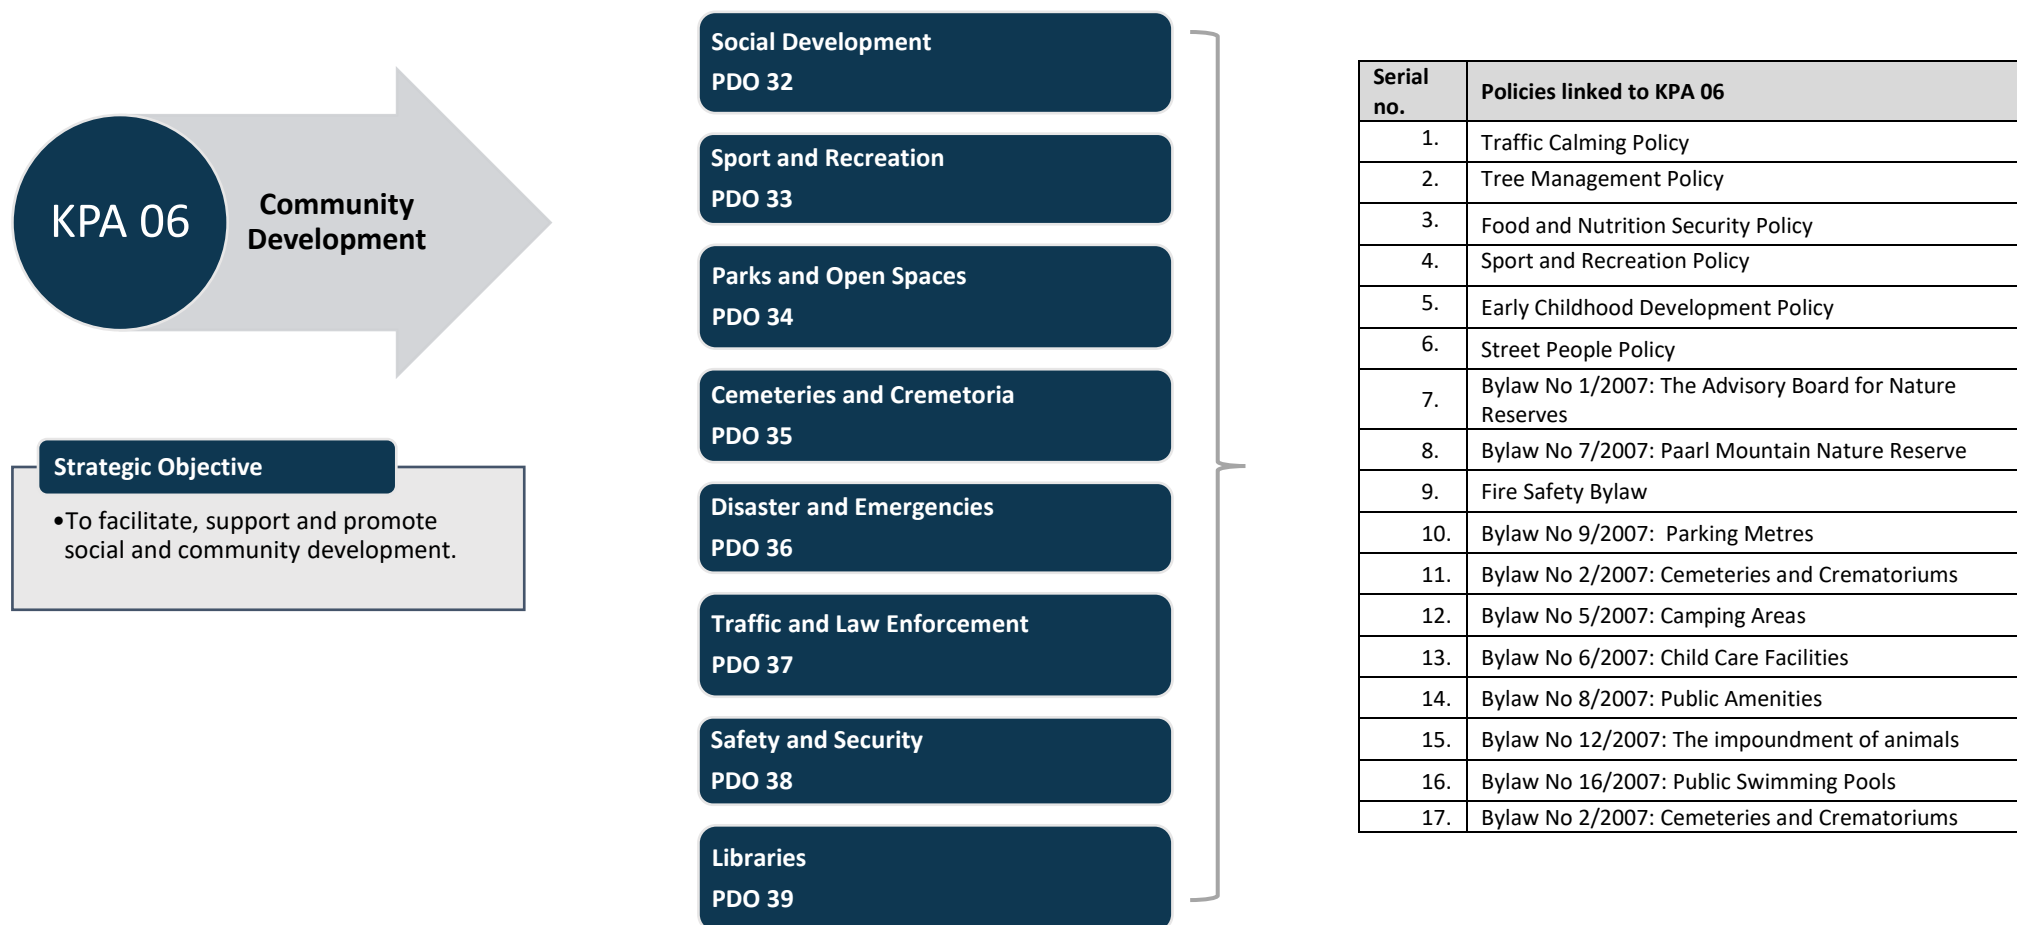 KPA 06
Community
Development
Strategic Objective
•To facilitate, support and promote
social and community development.
Social Development
PDO 32
Sport and Recreation
PDO 33
Parks and Open Spaces
PDO 34
Cemeteries and Cremetoria
PDO 35
Disaster and Emergencies
PDO 36
Traffic and Law Enforcement
PDO 37
Safety and Security
PDO 38
Libraries
PDO 39
Serial no. Policies linked to KPA 06
1. Traffic Calming Policy
2. Tree Management Policy
3. Food and Nutrition Security Policy
4. Sport and Recreation Policy
5. Early Childhood Development Policy
6. Street People Policy
7. Bylaw No 1/2007: The Advisory Board for Nature
Reserves
8. Bylaw No 7/2007: Paarl Mountain Nature Reserve
9. Fire Safety Bylaw
10. Bylaw No 9/2007:  Parking Metres
11. Bylaw No 2/2007: Cemeteries and Crematoriums
12. Bylaw No 5/2007: Camping Areas
13. Bylaw No 6/2007: Child Care Facilities
14. Bylaw No 8/2007: Public Amenities
15. Bylaw No 12/2007: The impoundment of animals
16. Bylaw No 16/2007: Public Swimming Pools
17. Bylaw No 2/2007: Cemeteries and Crematoriums